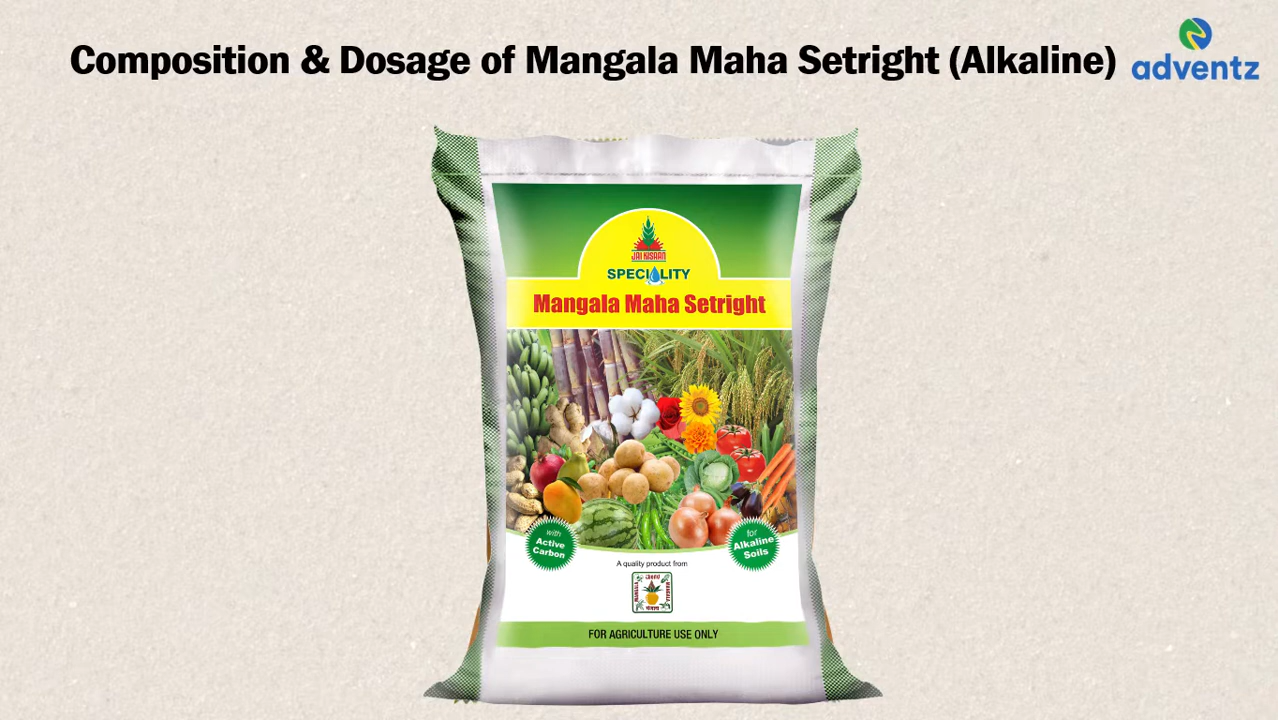 Composition & Dosage of Mangala Maha Setright (Alkaline)
adventz
JAI KISAAN
SPECIALITY
Mangala Maha Setright
with
Active
Carbon
for
Alkaline
Soils
A quality product from
FOR AGRICULTURE USE ONLY